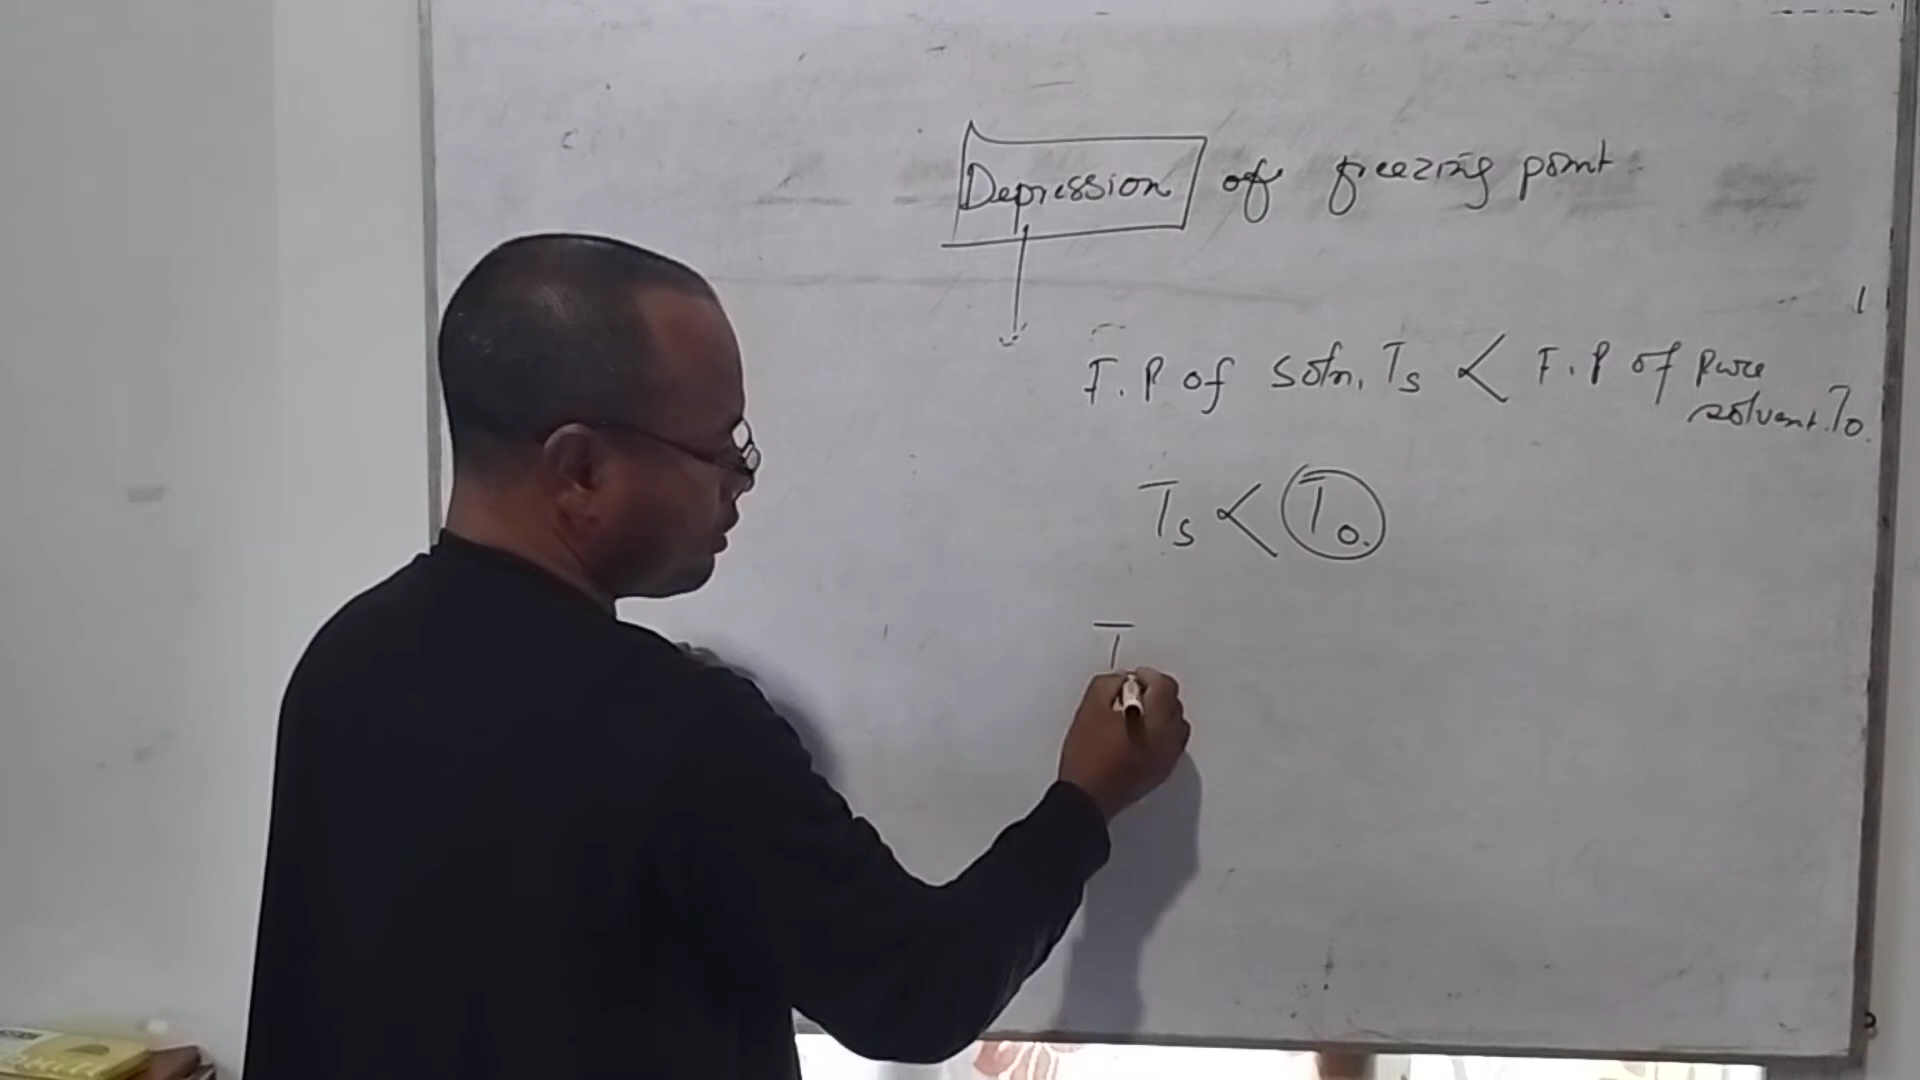 Depression of freezing point
F.P of soln. Ts < F.P of pure
solvent. To.
Ts < To.
T